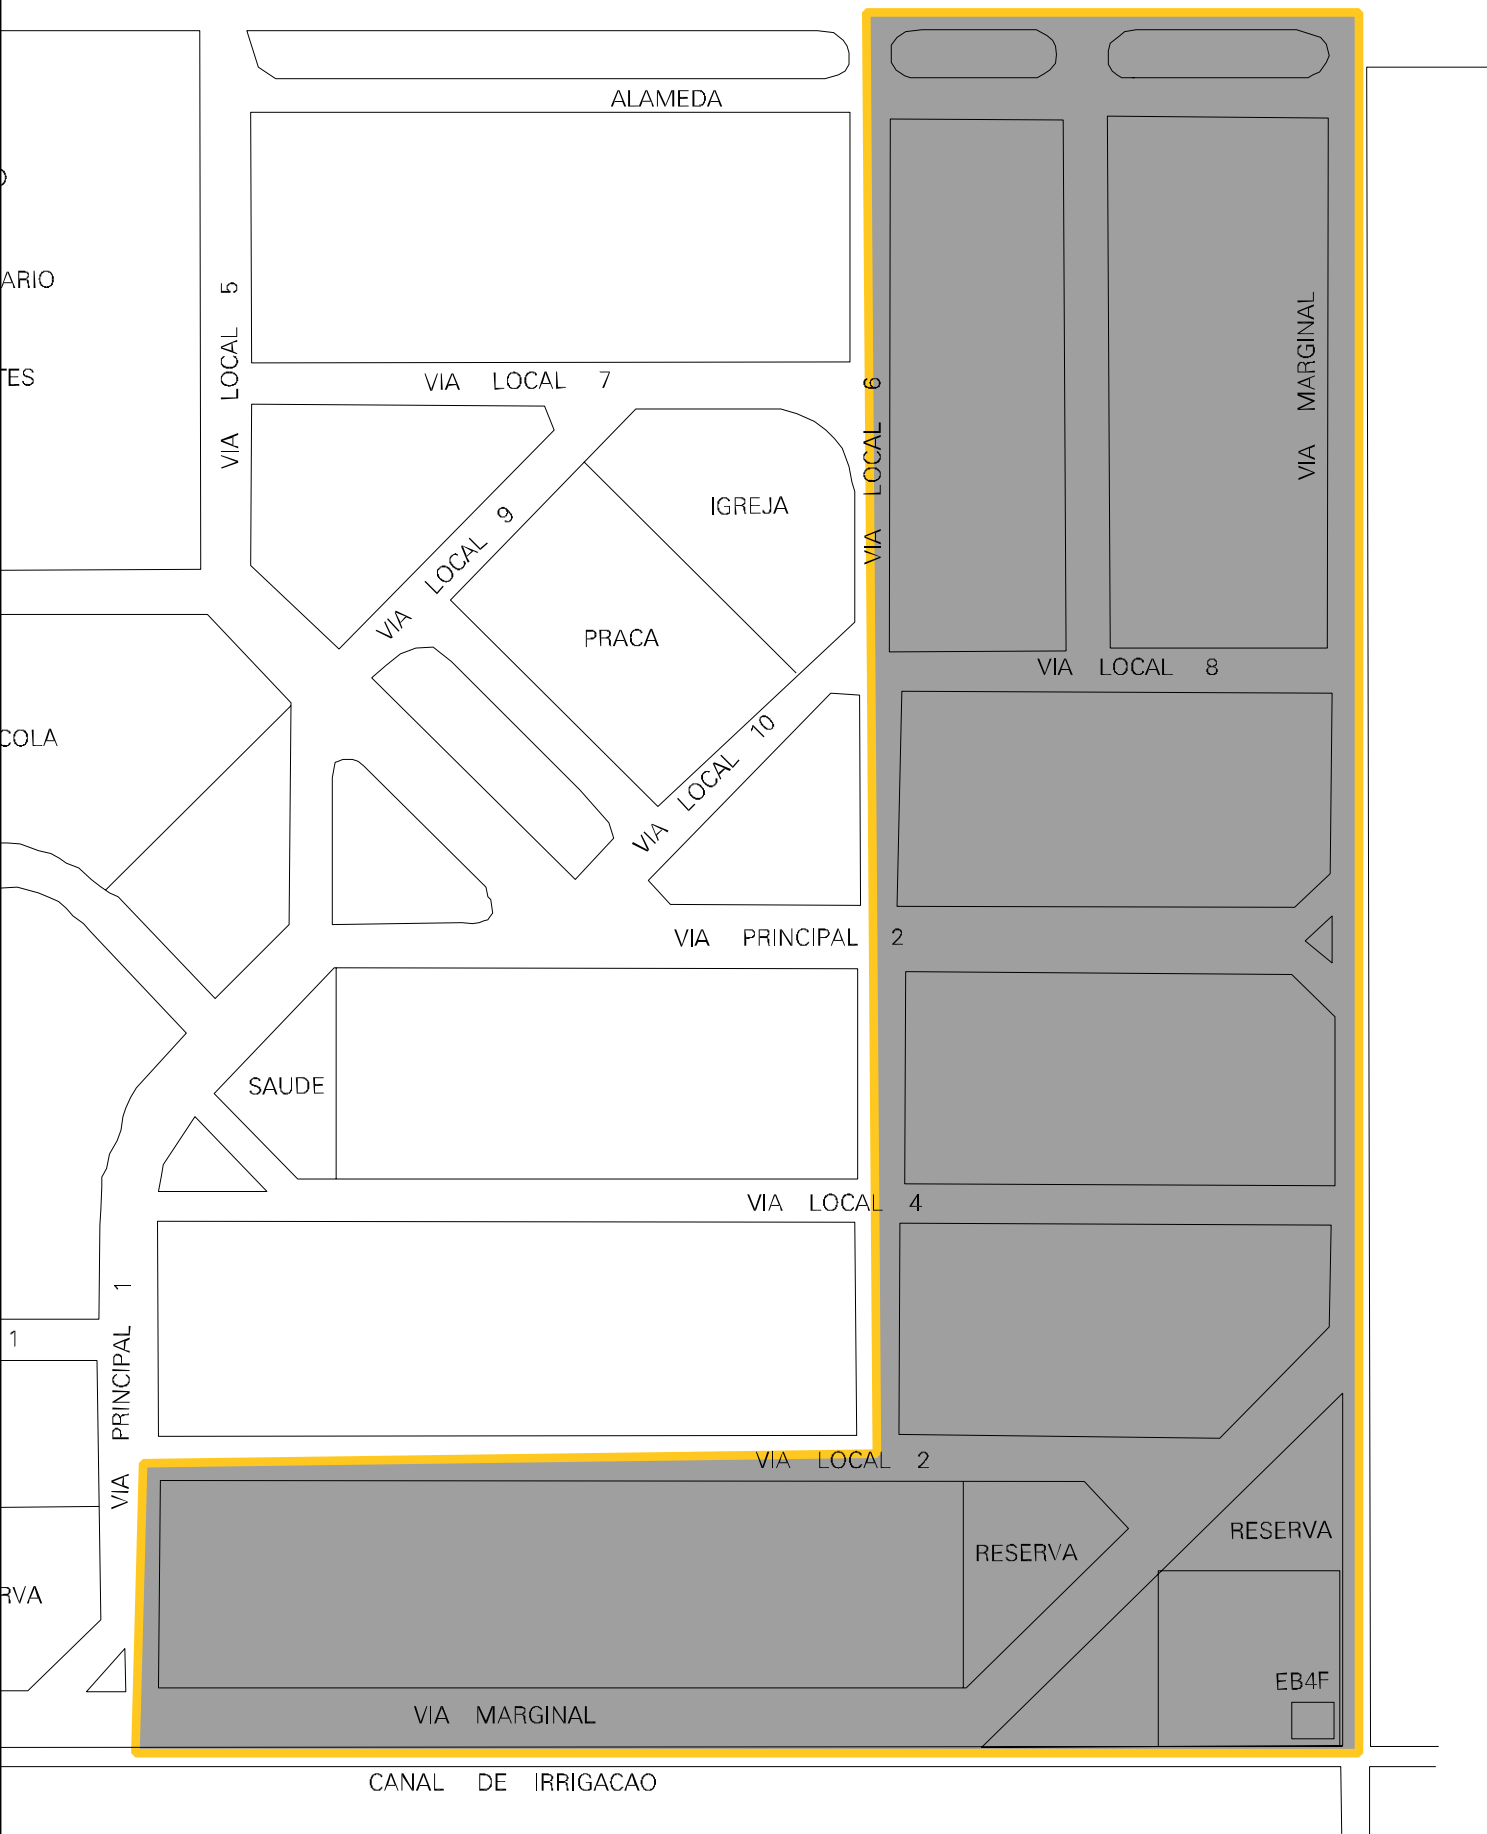 ALAMEDA
ARIO
TES
VIA LOCAL 5
VIA LOCAL 7
VIA LOCAL 6
VIA MARGINAL
IGREJA
VIA LOCAL 9
PRACA
VIA LOCAL 8
COLA
VIA LOCAL 10
VIA PRINCIPAL 2
SAUDE
VIA LOCAL 4
1
VIA PRINCIPAL 1
VIA LOCAL 2
RESERVA
RESERVA
RVA
EB4F
VIA MARGINAL
CANAL DE IRRIGACAO